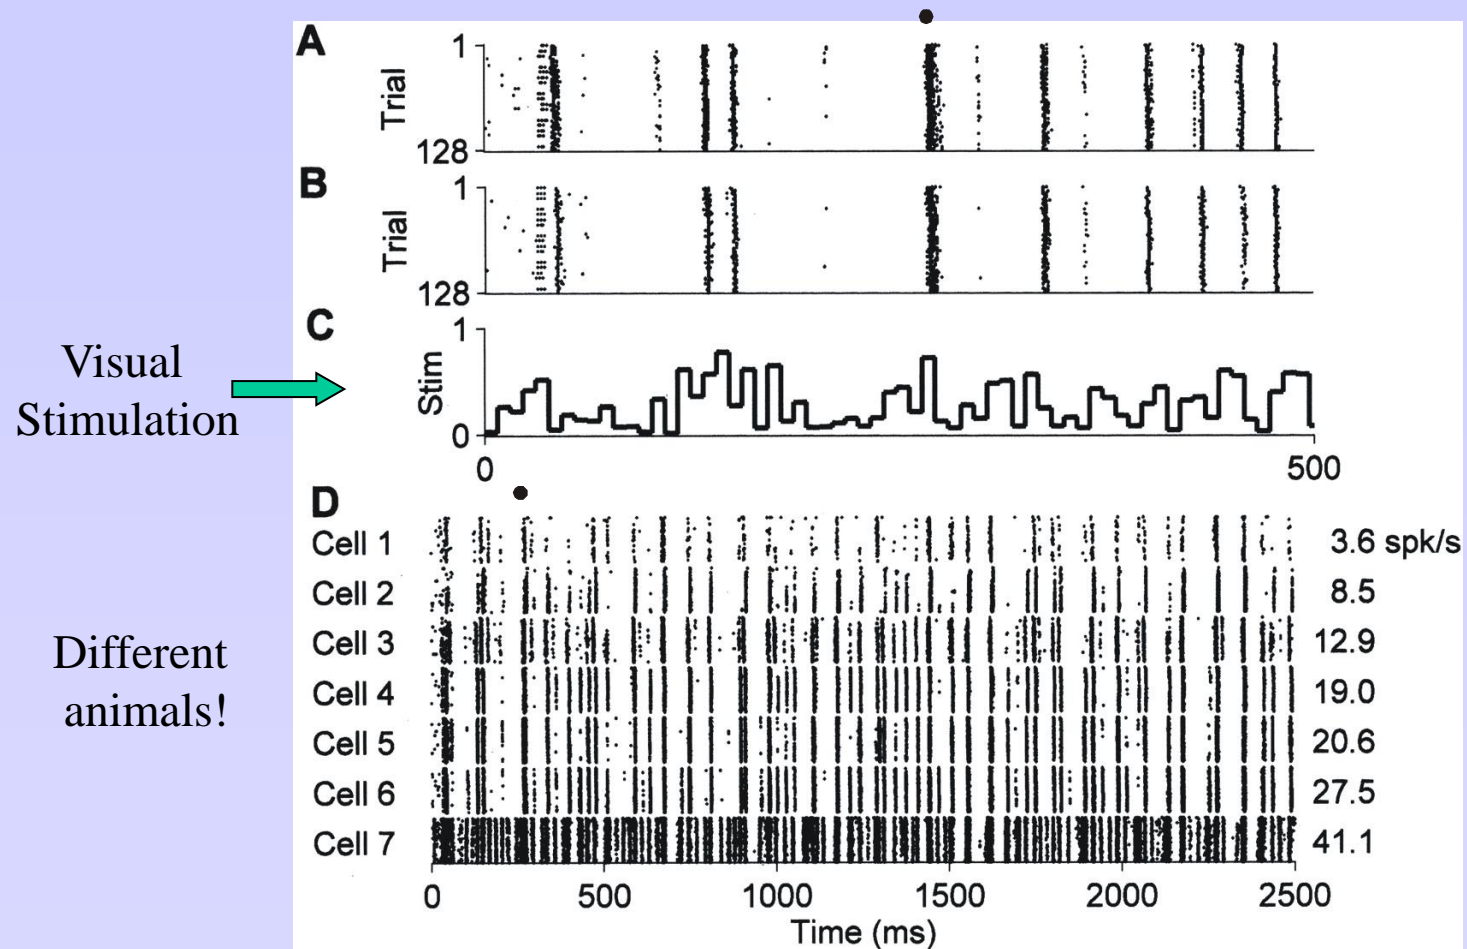 A
1
Trial
128
B
1
Trial
128
C
1
Stim
0
0 500
Visual
Stimulation
D
Cell 1 3.6 spk/s
Cell 2 8.5
Cell 3 12.9
Cell 4 19.0
Cell 5 20.6
Cell 6 27.5
Cell 7 41.1
Different
animals!
0 500 1000 1500 2000 2500
Time (ms)